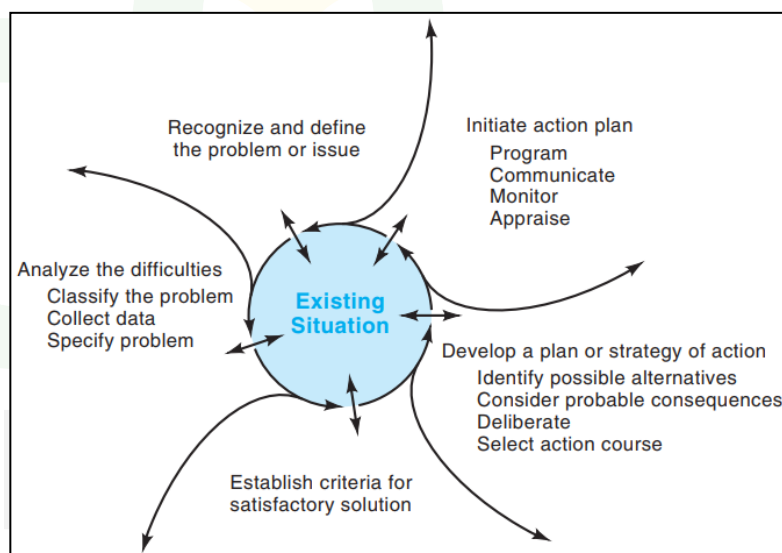 Recognize and define
the problem or issue
Initiate action plan
Program
Communicate
Monitor
Appraise
Analyze the difficulties
Classify the problem
Collect data
Specify problem
Existing
Situation
Develop a plan or strategy of action
Identify possible alternatives
Consider probable consequences
Deliberate
Select action course
Establish criteria for
satisfactory solution